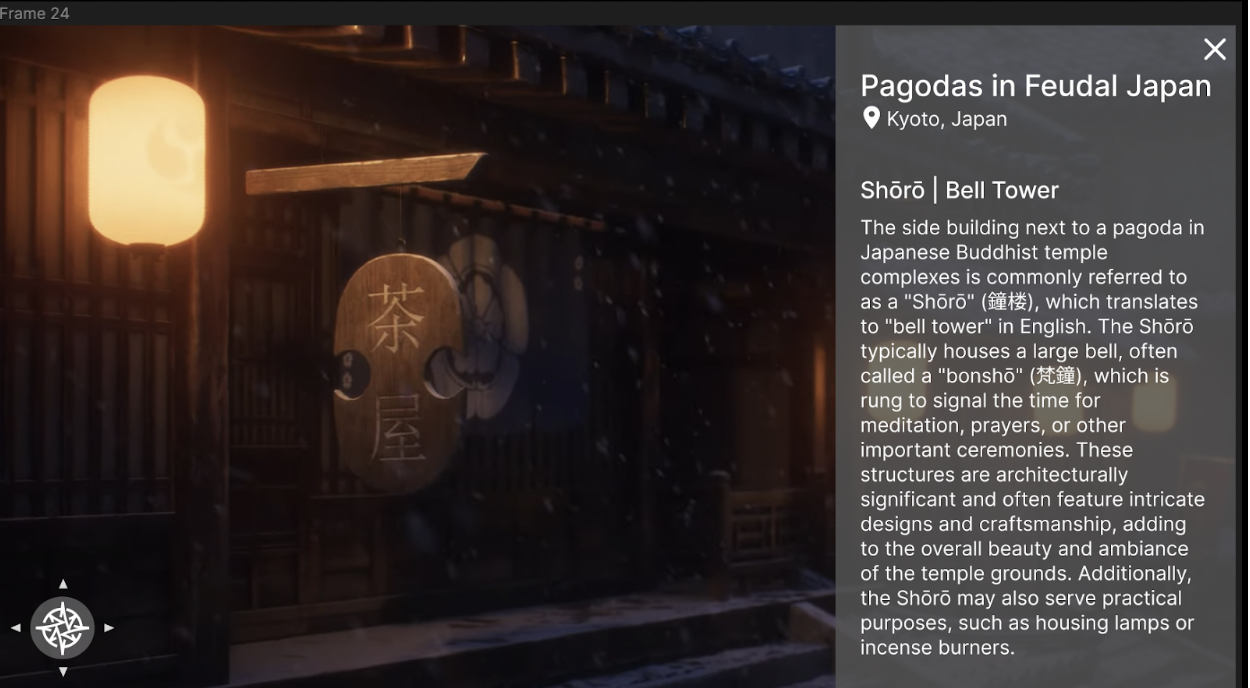 Frame 24
茶
屋
Pagodas in Feudal Japan
Kyoto, Japan
Shōrō | Bell Tower
The side building next to a pagoda in
Japanese Buddhist temple
complexes is commonly referred to
as a "Shōrō" (鐘楼), which translates
to "bell tower" in English. The Shōrō
typically houses a large bell, often
called a "bonshō" (梵鐘), which is
rung to signal the time for
meditation, prayers, or other
important ceremonies. These
structures are architecturally
significant and often feature intricate
designs and craftsmanship, adding
to the overall beauty and ambiance
of the temple grounds. Additionally,
the Shōrō may also serve practical
purposes, such as housing lamps or
incense burners.